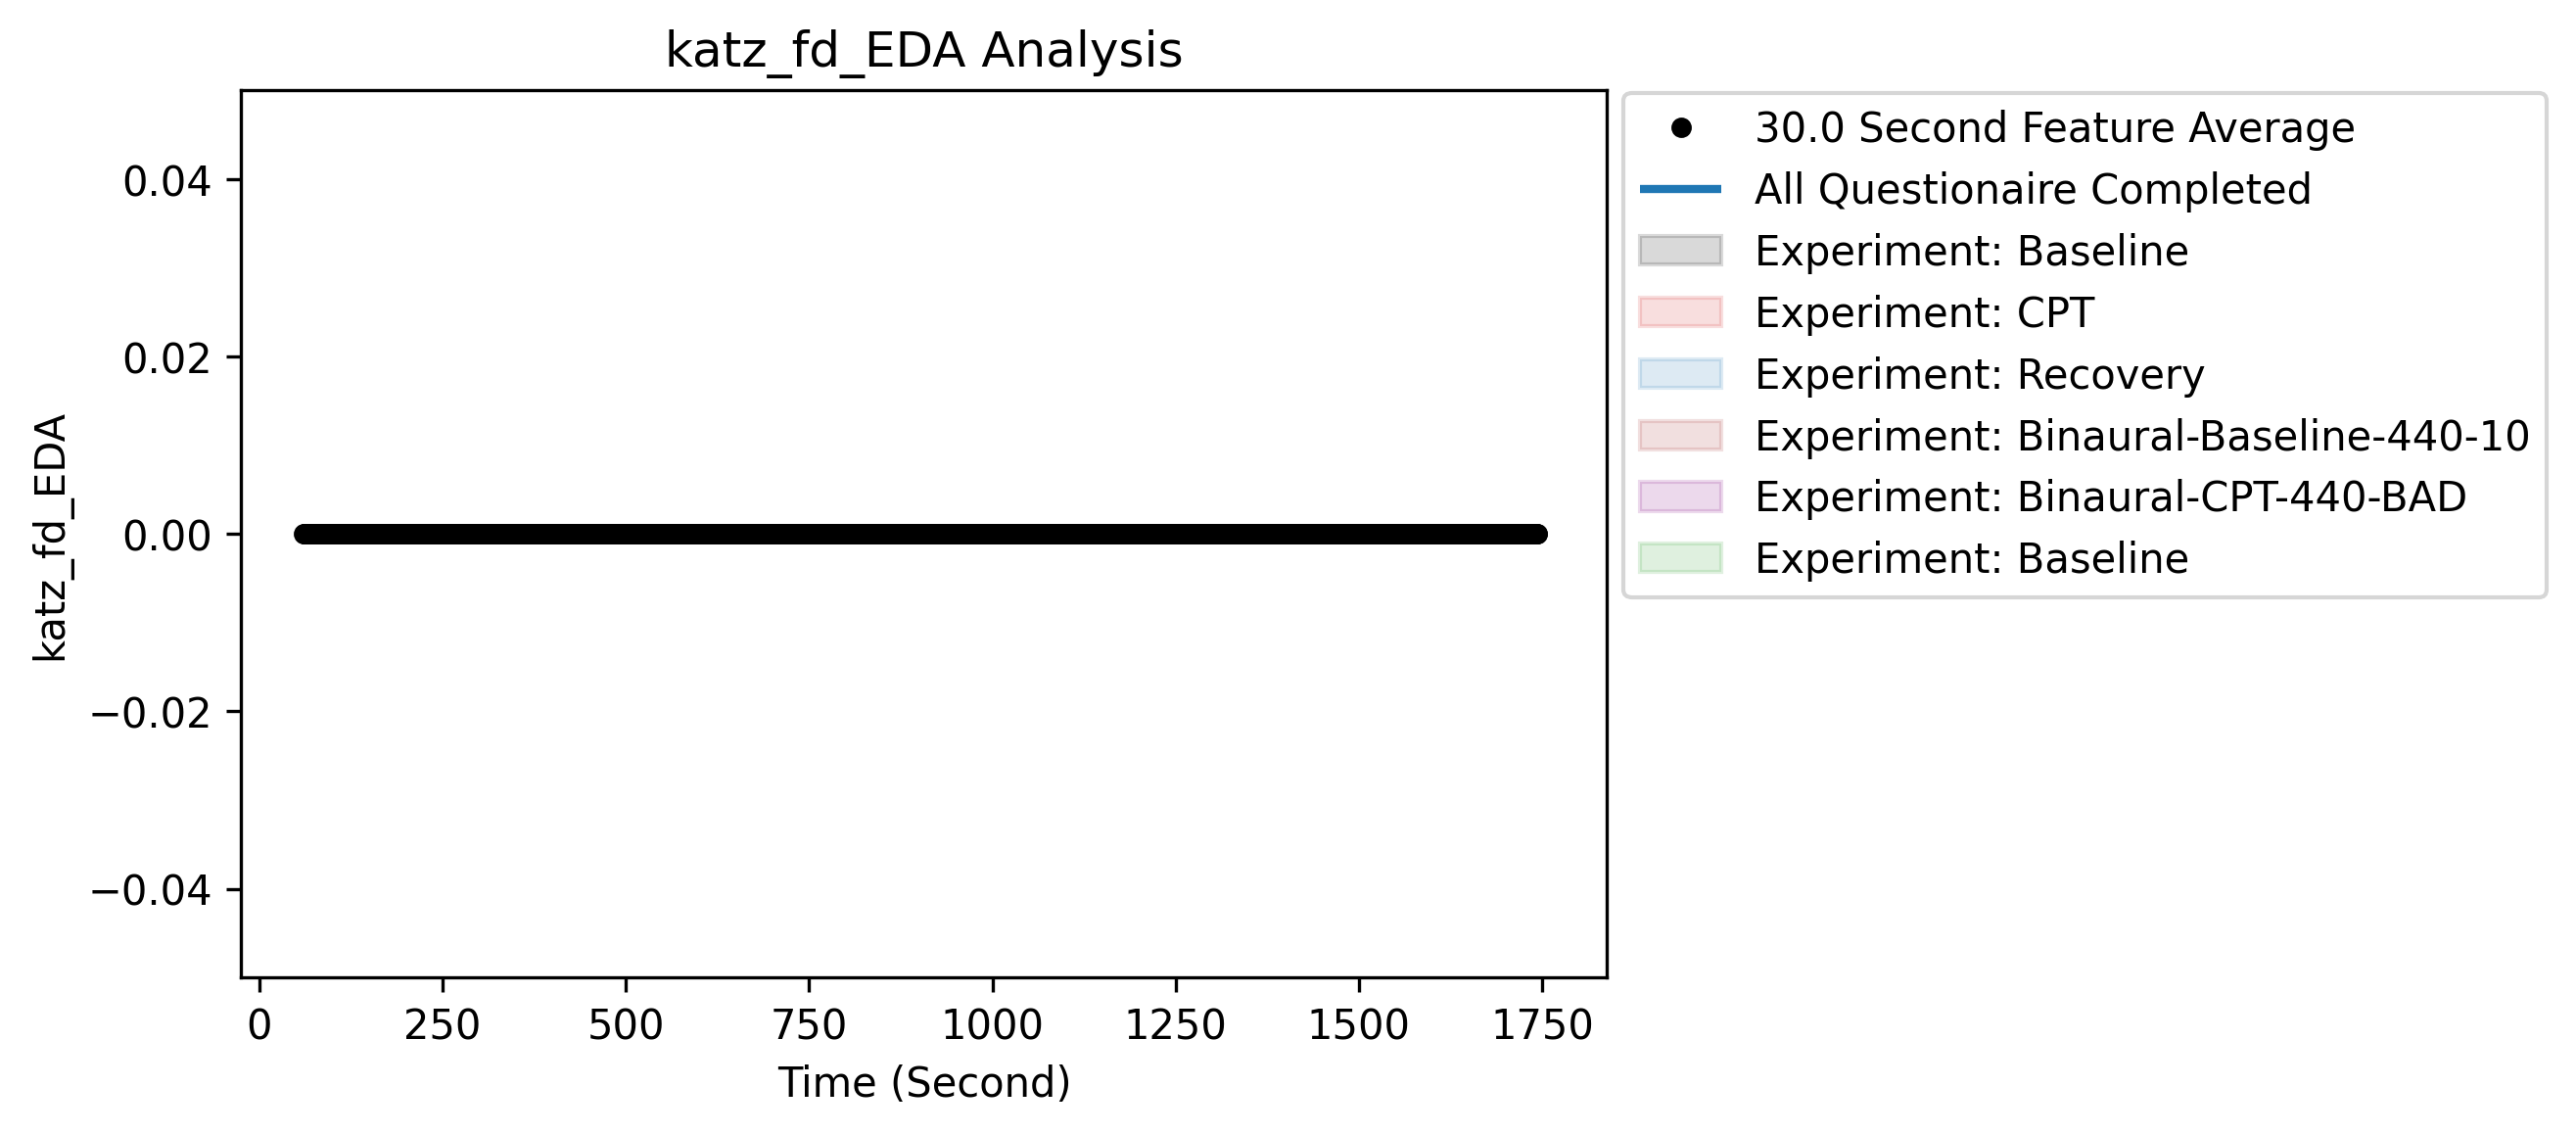 katz_fd_EDA Analysis
0.04
0.02
0.00
−0.02
−0.04
katz_fd_EDA
0 250 500 750 1000 1250 1500 1750
Time (Second)
30.0 Second Feature Average
All Questionaire Completed
Experiment: Baseline
Experiment: CPT
Experiment: Recovery
Experiment: Binaural-Baseline-440-10
Experiment: Binaural-CPT-440-BAD
Experiment: Baseline